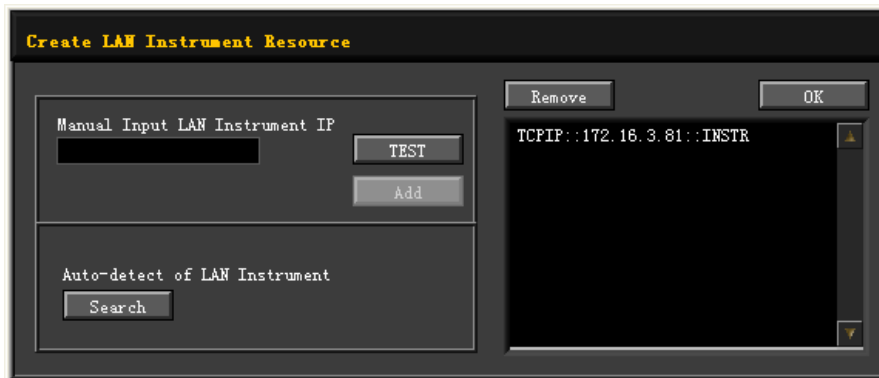 Create LAN Instrument Resource
Manual Input LAN Instrument IP
TEST
Add
Auto-detect of LAN Instrument
Search
Remove
OK
TCPIP::172.16.3.81::INSTR